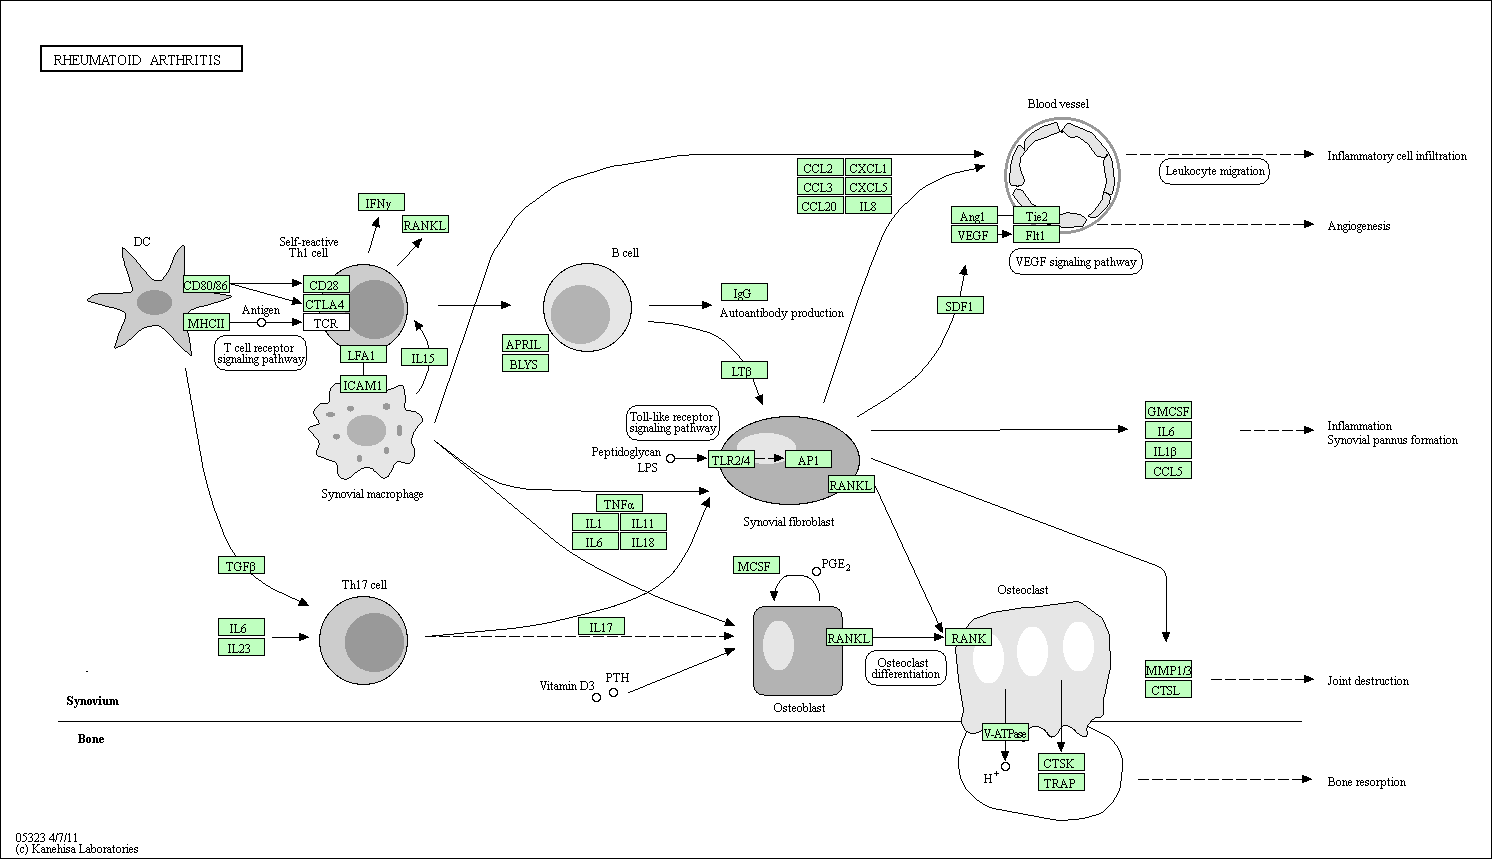 RHEUMATOID ARTHRITIS
Blood vessel
CCL2
CXCL1
CCL3
CXCL5
CCL20
IL8
Inflammatory cell infiltration
Leukocyte migration
IFNγ
RANKL
Ang1
Tie2
VEGF
Flt1
Angiogenesis
VEGF signaling pathway
DC
Self-reactive
Th1 cell
B cell
CD80/86
CD28
CTLA4
Antigen
MHCII
TCR
T cell receptor
signaling pathway
LFA1
IL15
ICAM1
IgG
Autoantibody production
SDF1
APRIL
BLYS
LTβ
Toll-like receptor
signaling pathway
Peptidoglycan
LPS
TLR2/4
AP1
RANKL
GMCSF
IL6
IL1β
CCL5
Inflammation
Synovial pannus formation
Synovial macrophage
TNFα
IL1
IL11
IL6
IL18
Synovial fibroblast
TGFβ
Th17 cell
MCSF
PGE2
Osteoclast
IL6
IL23
IL17
RANKL
RANK
Osteoclast
differentiation
Vitamin D3
PTH
Osteoblast
MMP1/3
CTSL
Joint destruction
Synovium
Bone
V-ATPase
H+
CTSK
TRAP
Bone resorption
05323 4/7/11
(c) Kanehisa Laboratories